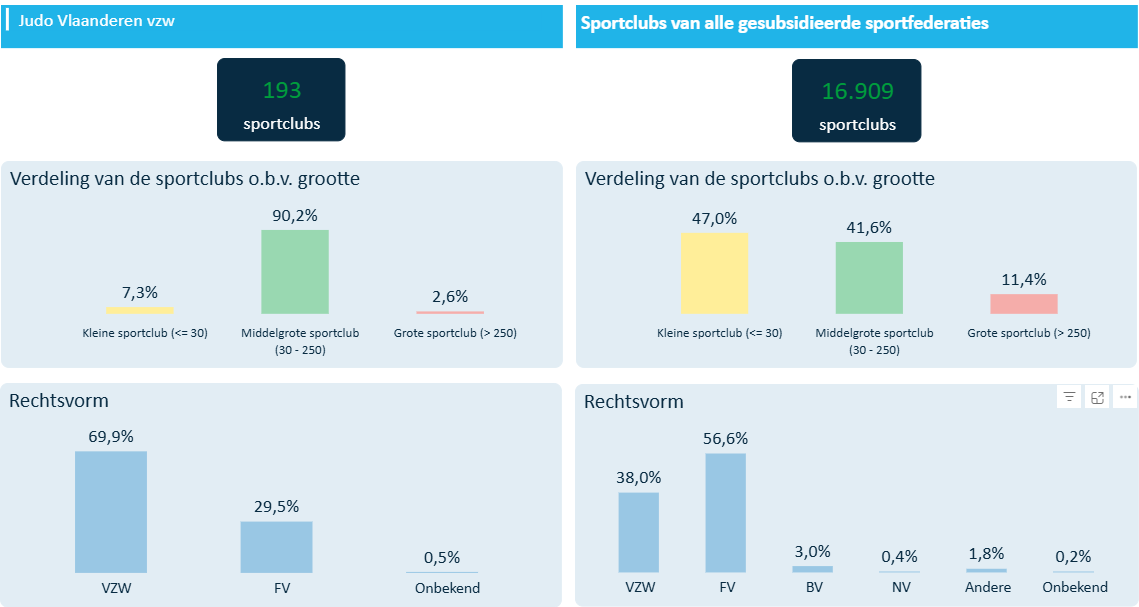 Judo Vlaanderen vzw
193
sportclubs
Verdeling van de sportclubs o.b.v. grootte
7,3%
90,2%
2,6%
Kleine sportclub (<= 30)
Middelgrote sportclub
(30 - 250)
Grote sportclub (> 250)
Rechtsvorm
69,9%
29,5%
0,5%
VZW
FV
Onbekend
Sportclubs van alle gesubsidieerde sportfederaties
16.909
sportclubs
Verdeling van de sportclubs o.b.v. grootte
47,0%
41,6%
11,4%
Kleine sportclub (<= 30)
Middelgrote sportclub
(30 - 250)
Grote sportclub (> 250)
Rechtsvorm
38,0%
56,6%
3,0%
0,4%
1,8%
0,2%
VZW
FV
BV
NV
Andere
Onbekend